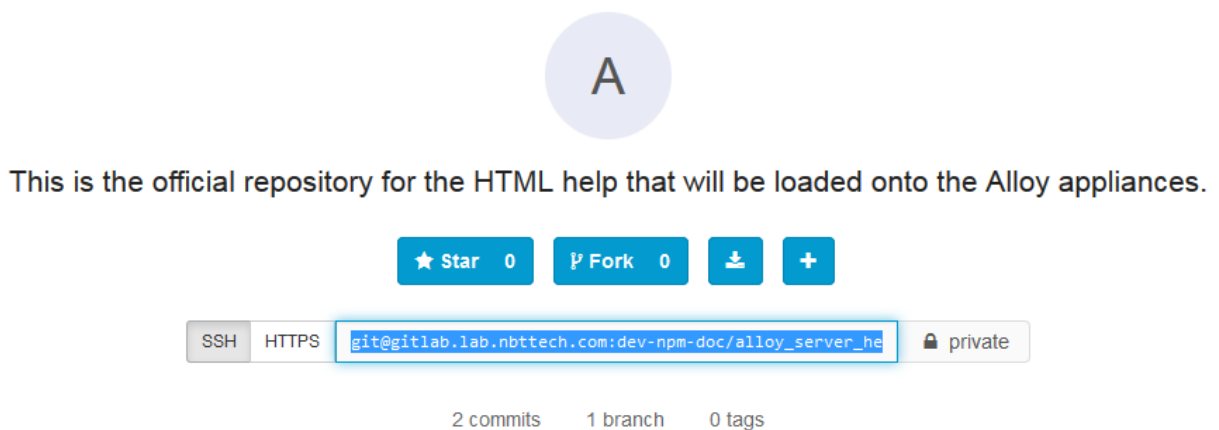 A
This is the official repository for the HTML help that will be loaded onto the Alloy appliances.
Star 0 Fork 0
SSH HTTPS git@gitlab.lab.nbttech.com:dev-npm-doc/alloy_server_he private
2 commits 1 branch 0 tags